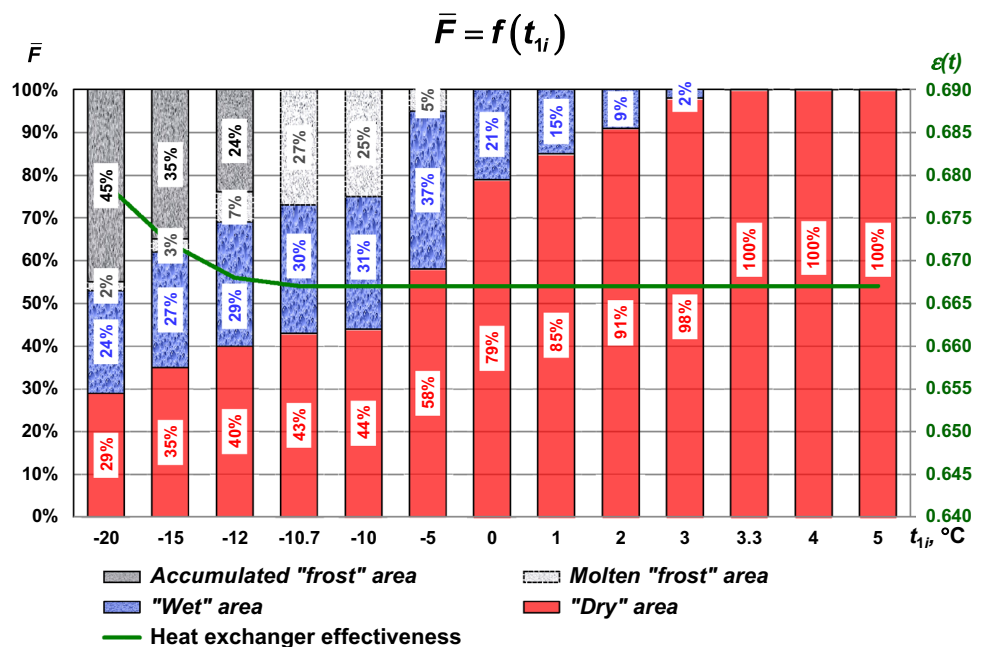 F̅ = f(t₁ᵢ)
F̅
ε(t)
100% 0.690
90% 0.685
80% 0.680
70% 0.675
60% 0.670
50% 0.665
40% 0.660
30% 0.655
20% 0.650
10% 0.645
0% 0.640
45% 35% 24% 27% 25% 5% 21% 15% 9% 2%
2% 3% 7%
24% 27% 29% 30% 31% 37%
29% 35% 40% 43% 44% 58% 79% 85% 91% 98% 100% 100% 100%
-20 -15 -12 -10.7 -10 -5 0 1 2 3 3.3 4 5 t₁ᵢ, °C
Accumulated "frost" area Molten "frost" area
"Wet" area "Dry" area
Heat exchanger effectiveness